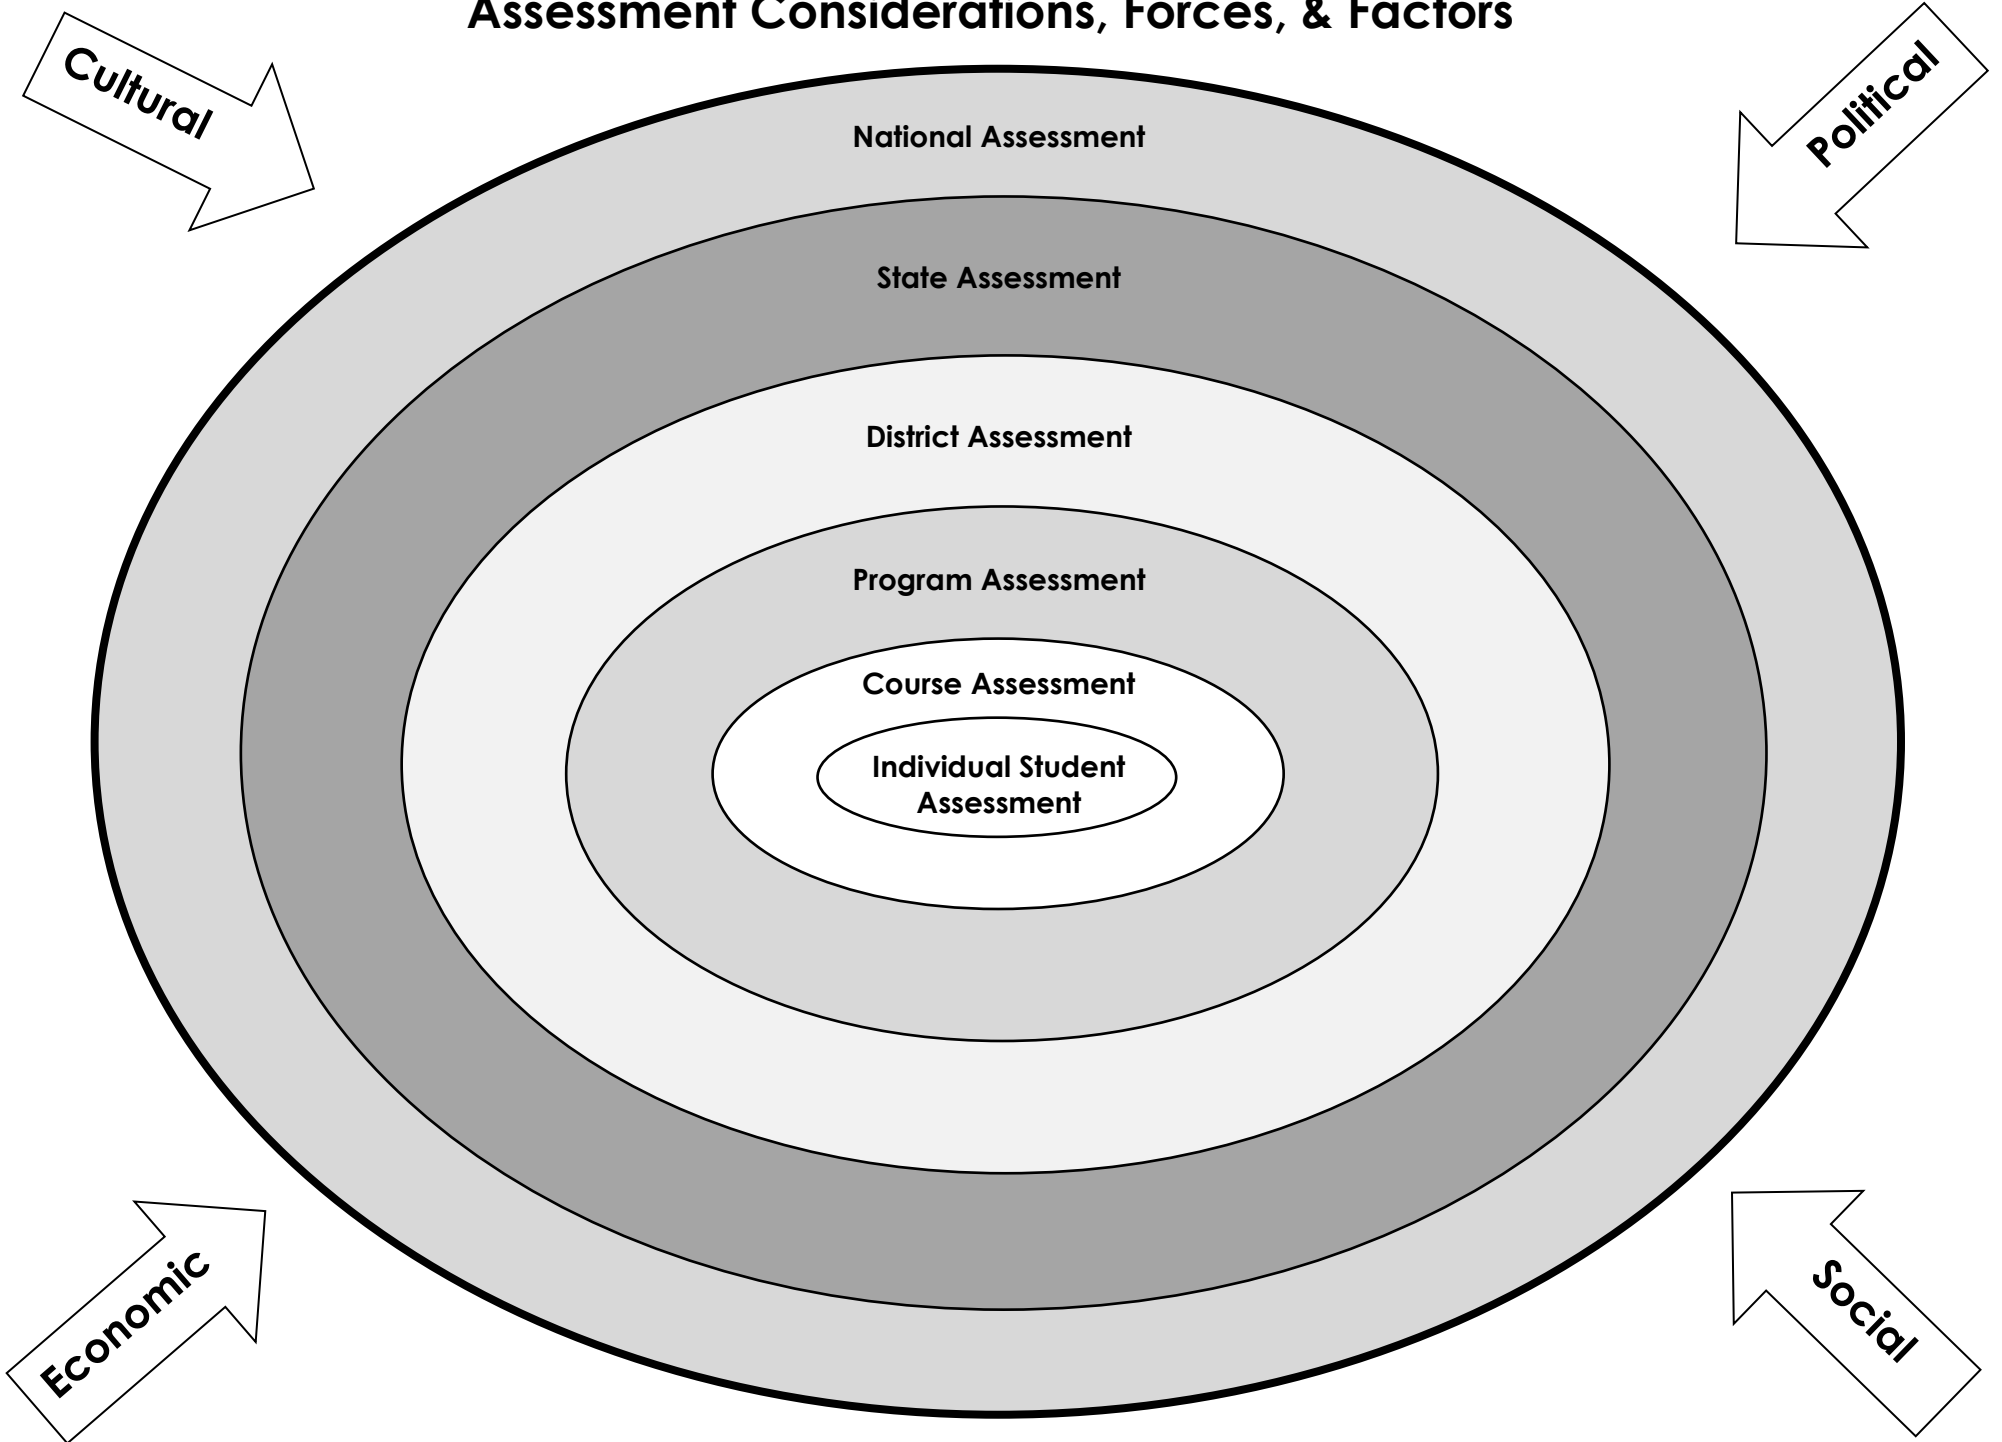 Assessment Considerations, Forces, & Factors
Cultural
Political
National Assessment
State Assessment
District Assessment
Program Assessment
Course Assessment
Individual Student
Assessment
Economic
Social